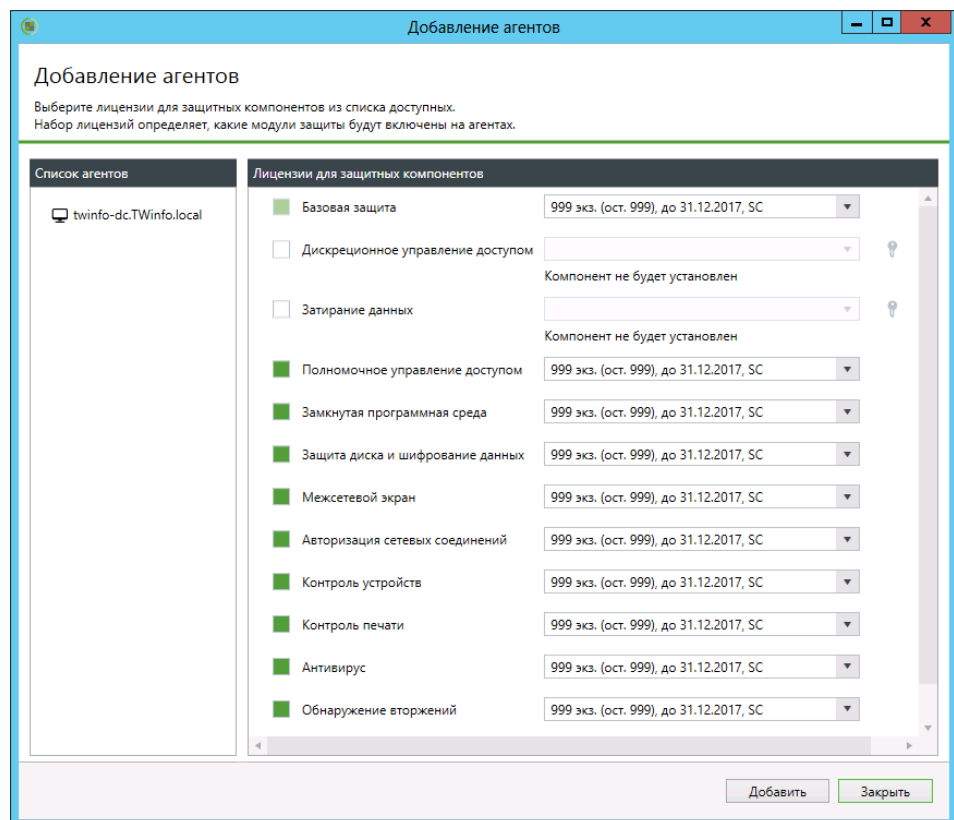 Добавление агентов
Добавление агентов
Выберите лицензии для защитных компонентов из списка доступных.
Набор лицензий определяет, какие модули защиты будут включены на агентах.
Список агентов
twinfo-dc.TWinfo.local
Лицензии для защитных компонентов
Базовая защита 999 экз. (ост. 999), до 31.12.2017, SC
Дискреционное управление доступом
Компонент не будет установлен
Затирание данных
Компонент не будет установлен
Полномочное управление доступом 999 экз. (ост. 999), до 31.12.2017, SC
Замкнутая программная среда 999 экз. (ост. 999), до 31.12.2017, SC
Защита диска и шифрование данных 999 экз. (ост. 999), до 31.12.2017, SC
Межсетевой экран 999 экз. (ост. 999), до 31.12.2017, SC
Авторизация сетевых соединений 999 экз. (ост. 999), до 31.12.2017, SC
Контроль устройств 999 экз. (ост. 999), до 31.12.2017, SC
Контроль печати 999 экз. (ост. 999), до 31.12.2017, SC
Антивирус 999 экз. (ост. 999), до 31.12.2017, SC
Обнаружение вторжений 999 экз. (ост. 999), до 31.12.2017, SC
Добавить Закрыть